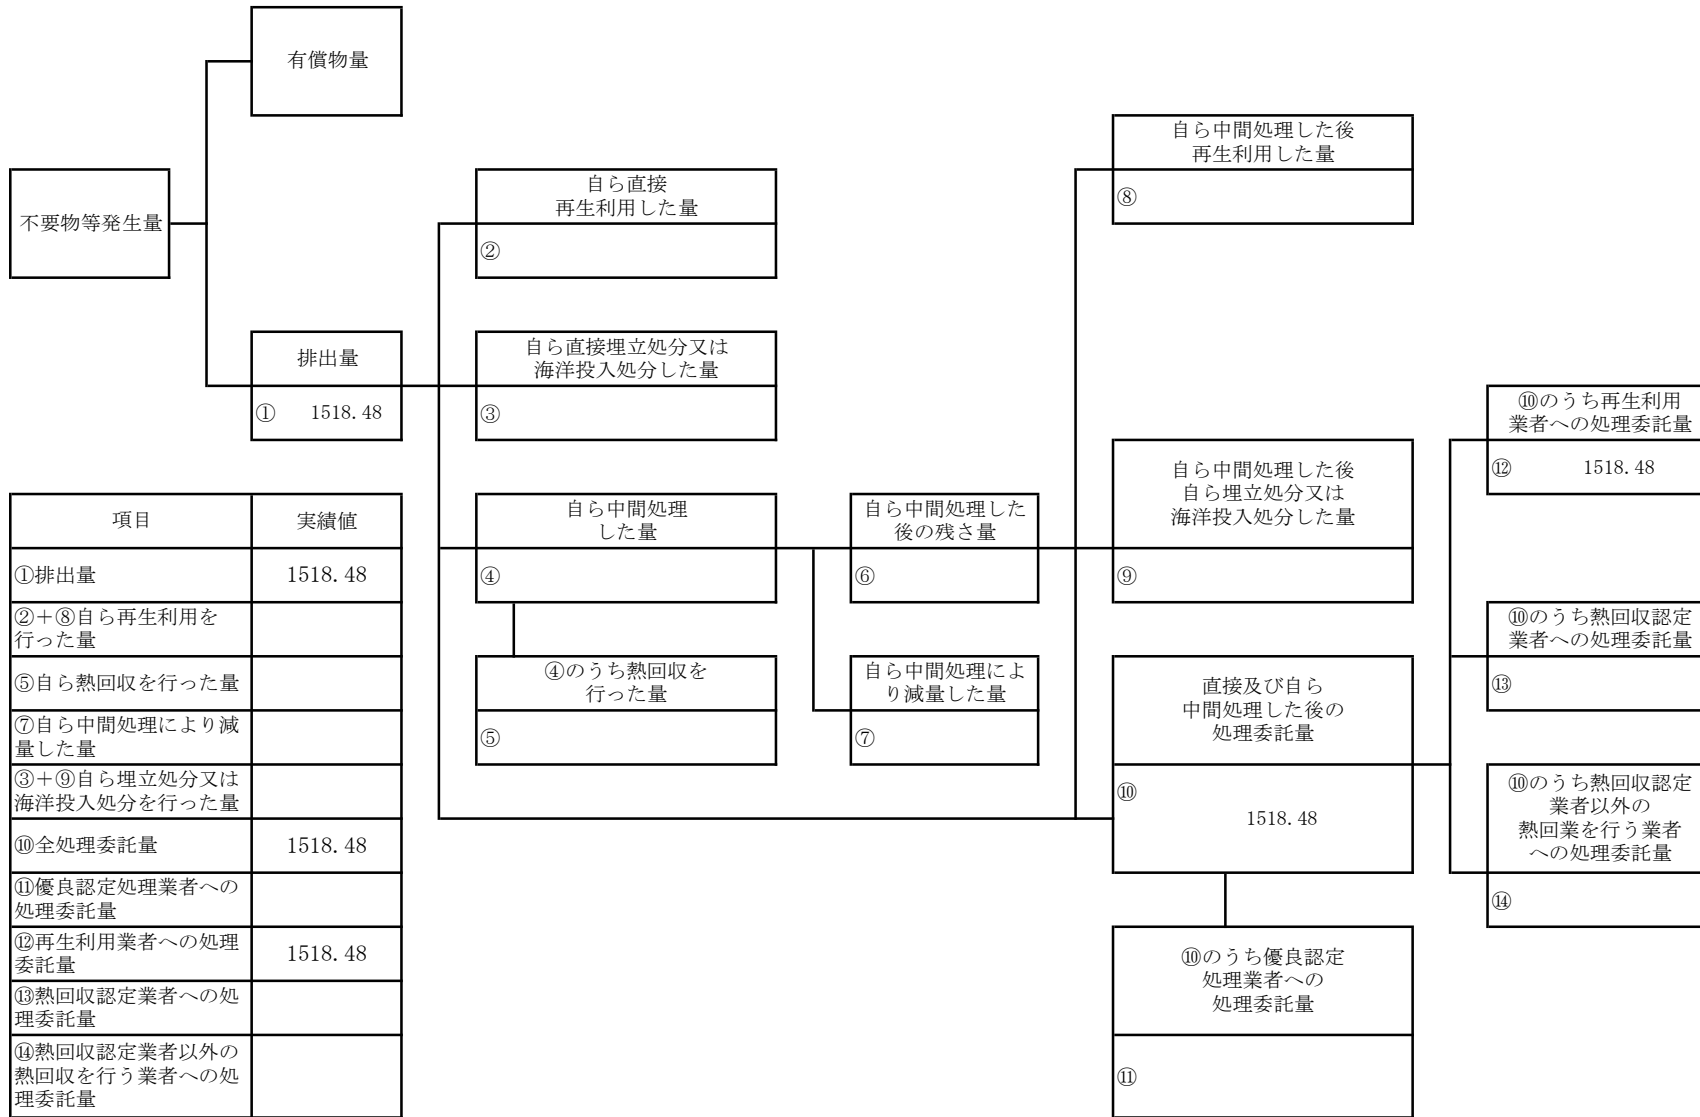 有償物量
不要物等発生量
排出量
① 1518.48
自ら直接
再生利用した量
②
自ら直接埋立処分又は
海洋投入処分した量
③
自ら中間処理
した量
④
④のうち熱回収を
行った量
⑤
自ら中間処理した
後の残さ量
⑥
自ら中間処理によ
り減量した量
⑦
自ら中間処理した後
再生利用した量
⑧
自ら中間処理した後
自ら埋立処分又は
海洋投入処分した量
⑨
直接及び自ら
中間処理した後の
処理委託量
⑩
1518.48
⑩のうち優良認定
処理業者への
処理委託量
⑪
⑩のうち再生利用
業者への処理委託量
⑫ 1518.48
⑩のうち熱回収認定
業者への処理委託量
⑬
⑩のうち熱回収認定
業者以外の
熱回業を行う業者
への処理委託量
⑭
項目 実績値
①排出量 1518.48
②＋⑧自ら再生利用を
行った量
⑤自ら熱回収を行った量
⑦自ら中間処理により減
量した量
③＋⑨自ら埋立処分又は
海洋投入処分を行った量
⑩全処理委託量 1518.48
⑪優良認定処理業者への
処理委託量
⑫再生利用業者への処理
委託量 1518.48
⑬熱回収認定業者への処
理委託量
⑭熱回収認定業者以外の
熱回収を行う業者への処
理委託量